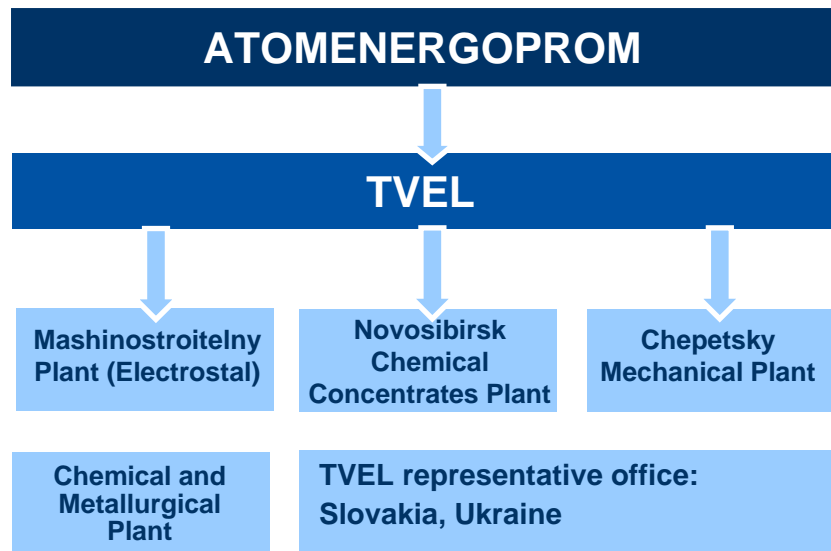 ATOMENERGOPROM
TVEL
Mashinostroitelny
Plant (Electrostal)
Novosibirsk
Chemical
Concentrates Plant
Chepetsky
Mechanical Plant
Chemical and
Metallurgical
Plant
TVEL representative office:
Slovakia, Ukraine